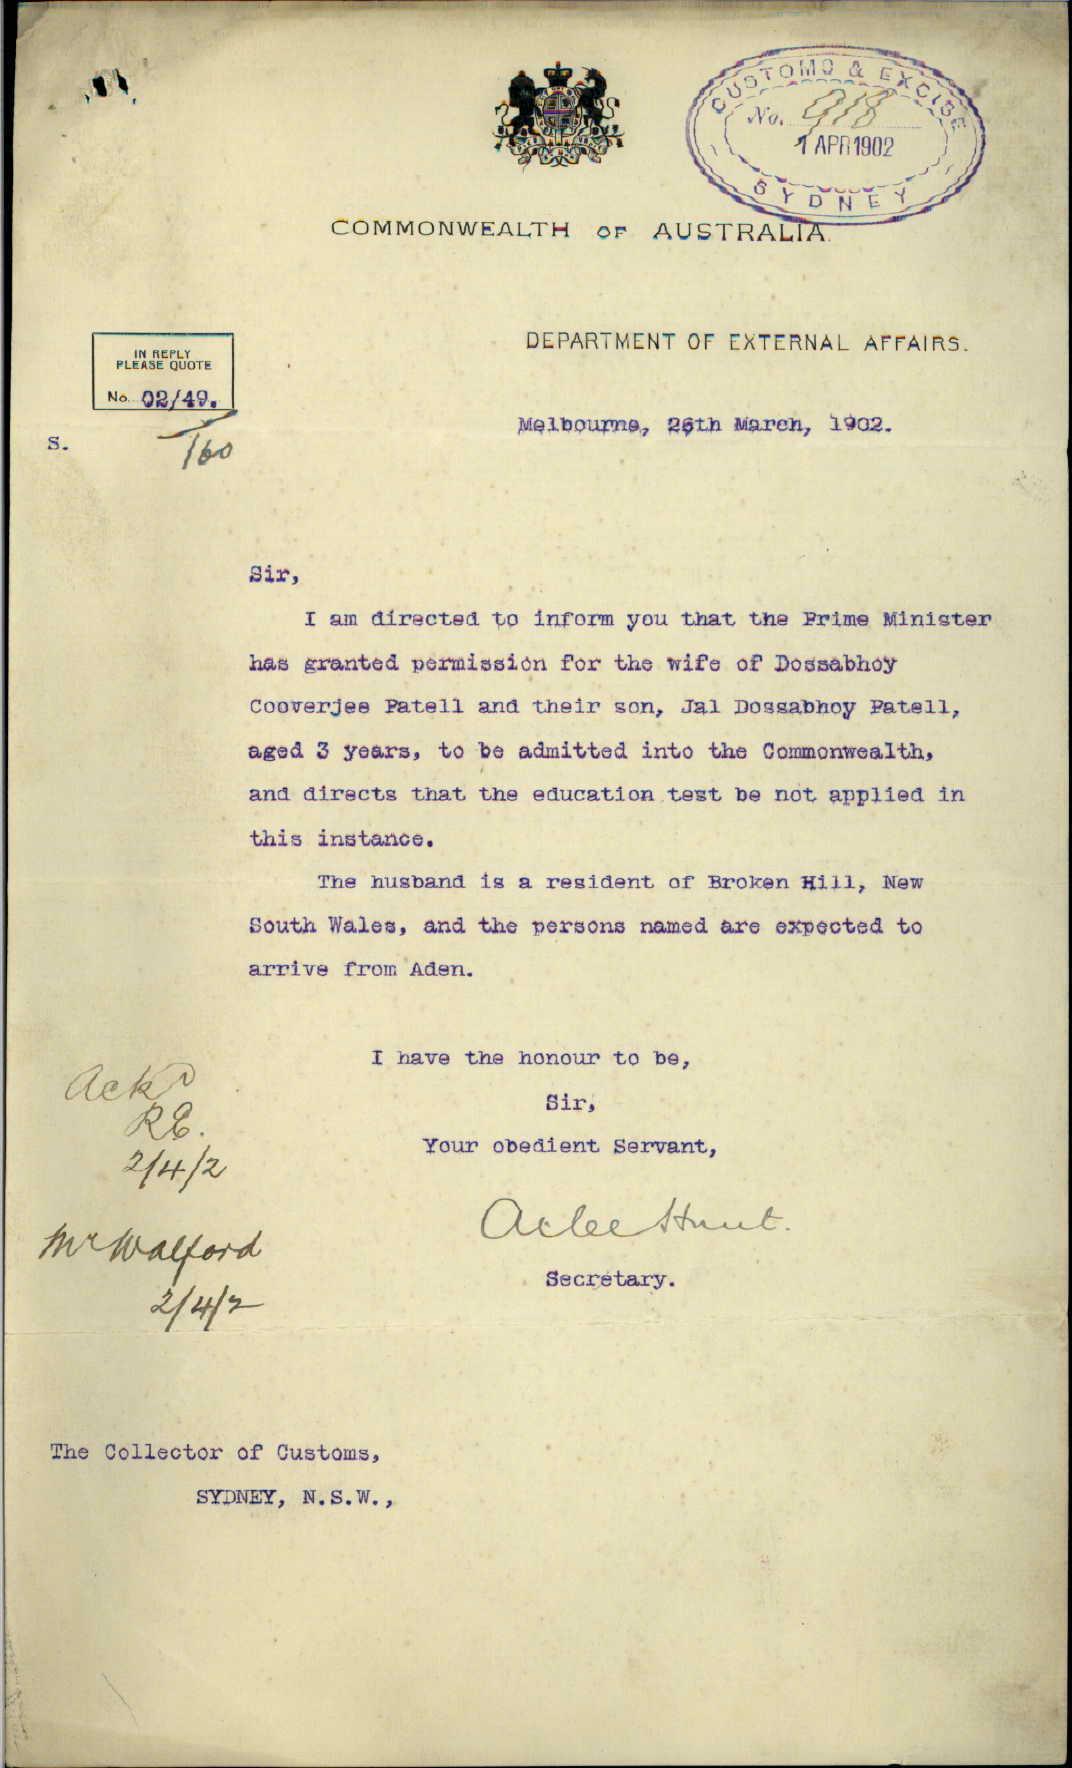 CUSTOMS & EXCISE
No. 918
1 APR 1902
SYDNEY
COMMONWEALTH OF AUSTRALIA.
DEPARTMENT OF EXTERNAL AFFAIRS.
IN REPLY
PLEASE QUOTE
No. 02/49.
/160
S.
Melbourne, 26th March, 1902.
Sir,
I am directed to inform you that the Prime Minister
has granted permission for the wife of Dossabhoy
Cooverjee Patell and their son, Jal Dossabhoy Patell,
aged 3 years, to be admitted into the Commonwealth,
and directs that the education test be not applied in
this instance.
The husband is a resident of Broken Hill, New
South Wales, and the persons named are expected to
arrive from Aden.
I have the honour to be,
Sir,
Your obedient Servant,
Atlee Hunt.
Secretary.
Ackd
RE.
2/4/2
Mr Walford
2/4/2
The Collector of Customs,
SYDNEY, N.S.W.,